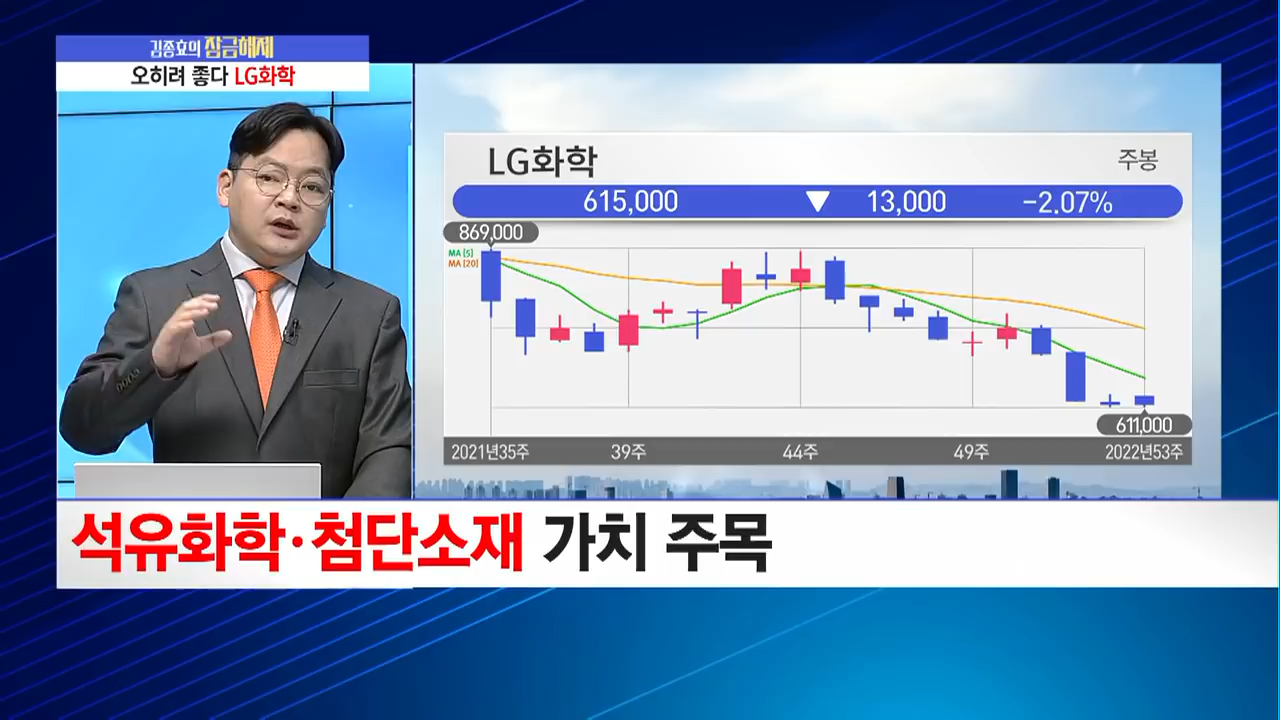 김종효의 잠금해제
오히려 좋다 LG화학
LG화학
주봉
615,000 ▼ 13,000 -2.07%
869,000
MA [5]
MA [20]
611,000
2021년35주 39주 44주 49주 2022년53주
석유화학·첨단소재 가치 주목